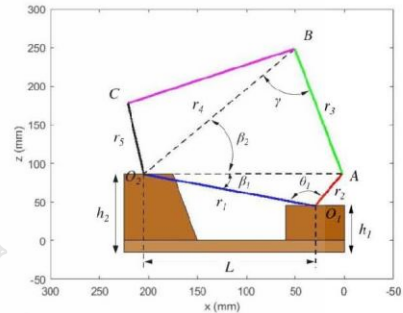 300
250
200
150
100
50
0
-50
z (mm)
300 250 200 150 100 50 0 -50
x (mm)
B
C
A
O₂
O₁
r₁
r₂
r₃
r₄
r₅
γ
β₂
β₁
θ₁
h₂
h₁
L